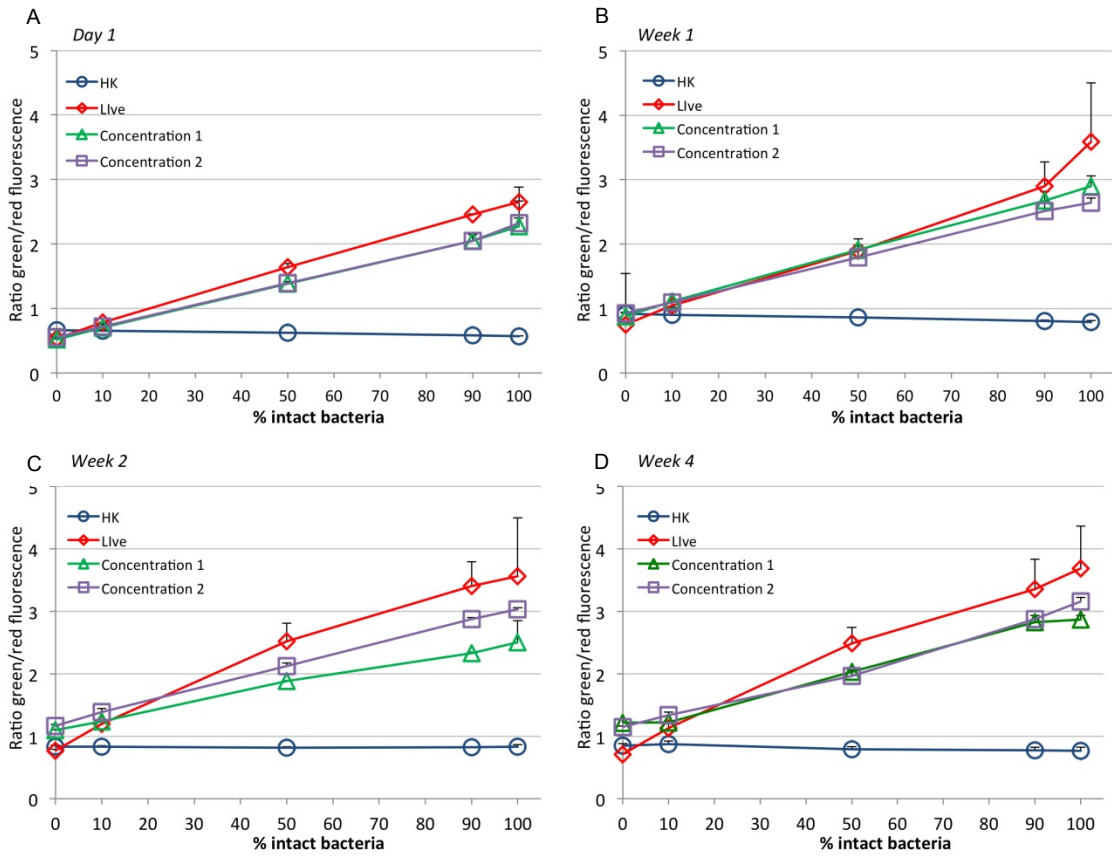 A
Day 1
5
4
3
2
1
0
Ratio green/red fluorescence
HK
LIve
Concentration 1
Concentration 2
0 10 20 30 40 50 60 70 80 90 100
% intact bacteria
B
Week 1
5
4
3
2
1
0
Ratio green/red fluorescence
HK
LIve
Concentration 1
Concentration 2
0 10 20 30 40 50 60 70 80 90 100
% intact bacteria
C
Week 2
5
4
3
2
1
0
Ratio green/red fluorescence
HK
LIve
Concentration 1
Concentration 2
0 10 20 30 40 50 60 70 80 90 100
% intact bacteria
D
Week 4
5
4
3
2
1
0
Ratio green/red fluorescence
HK
LIve
Concentration 1
Concentration 2
0 10 20 30 40 50 60 70 80 90 100
% intact bacteria